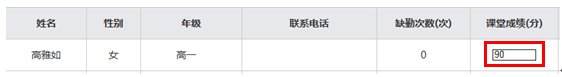 姓名 性别 年级 联系电话 缺勤次数(次) 课堂成绩(分)
高雅如 女 高一 0 90